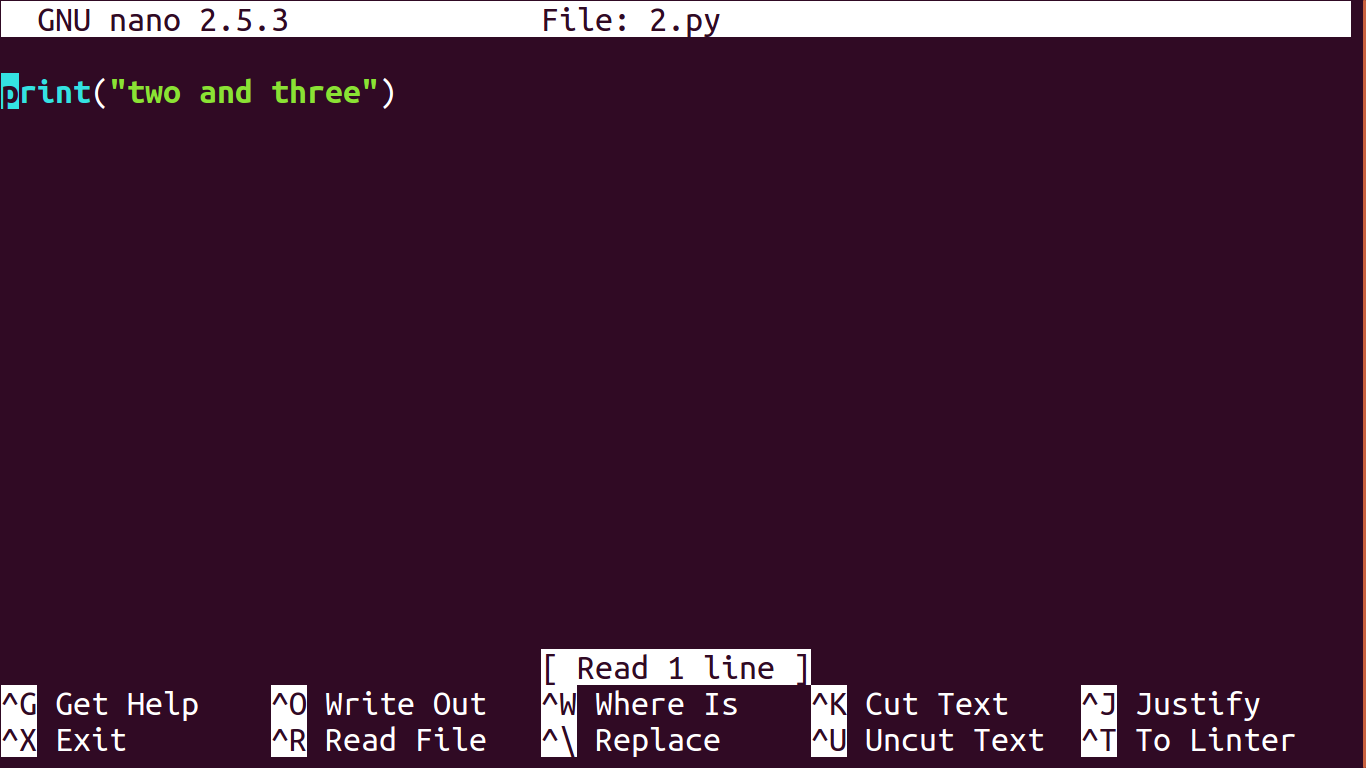 GNU nano 2.5.3 File: 2.py
print("two and three")
[ Read 1 line ]
^G Get Help ^O Write Out ^W Where Is ^K Cut Text ^J Justify
^X Exit ^R Read File ^\ Replace ^U Uncut Text ^T To Linter